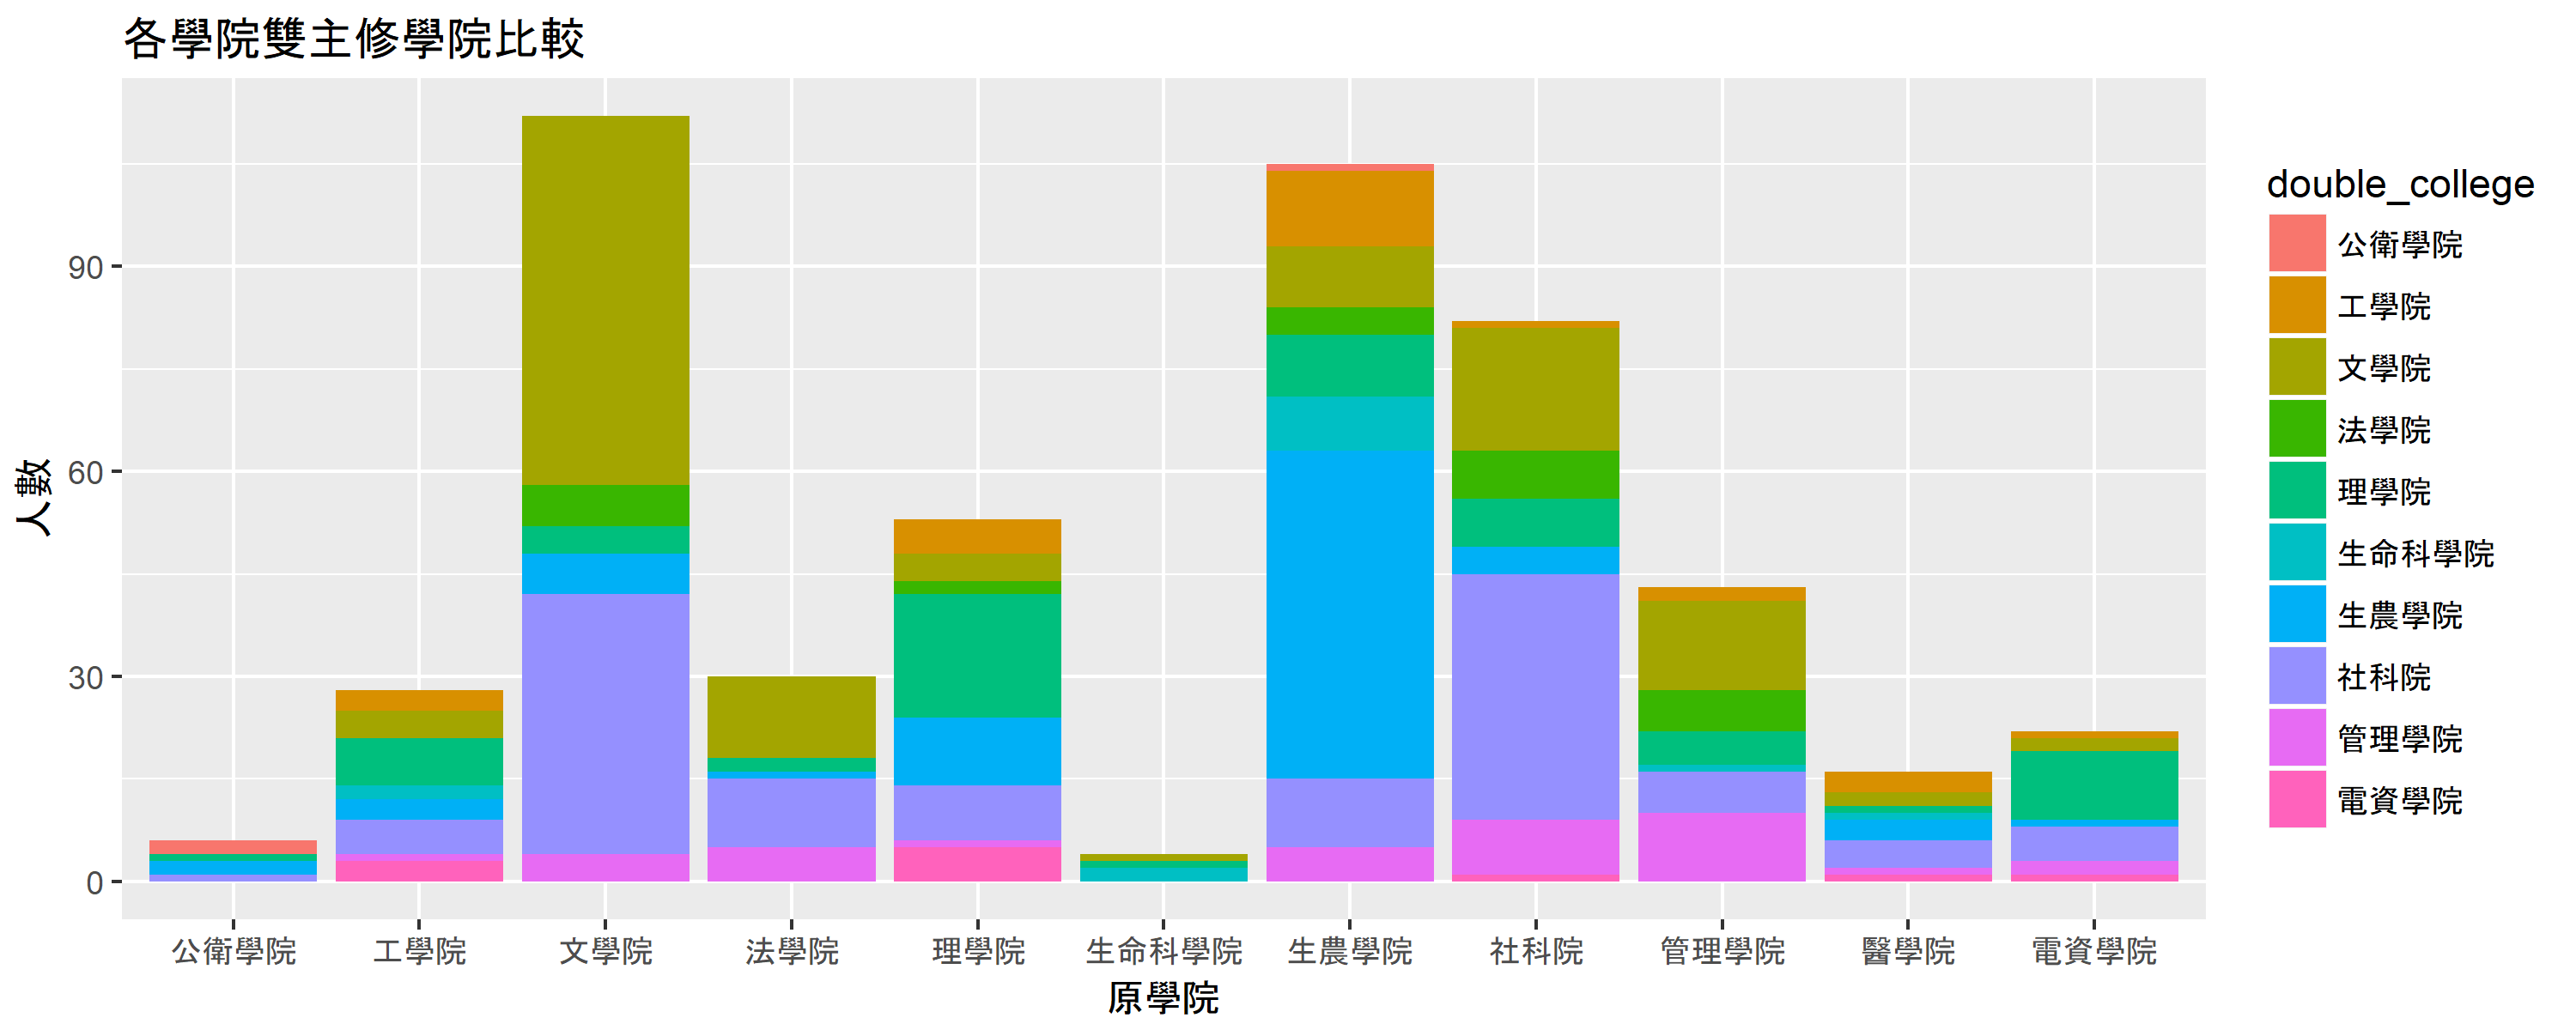 各學院雙主修學院比較
人數
90
60
30
0
公衛學院 工學院 文學院 法學院 理學院 生命科學院 生農學院 社科院 管理學院 醫學院 電資學院
原學院
double_college
公衛學院
工學院
文學院
法學院
理學院
生命科學院
生農學院
社科院
管理學院
電資學院